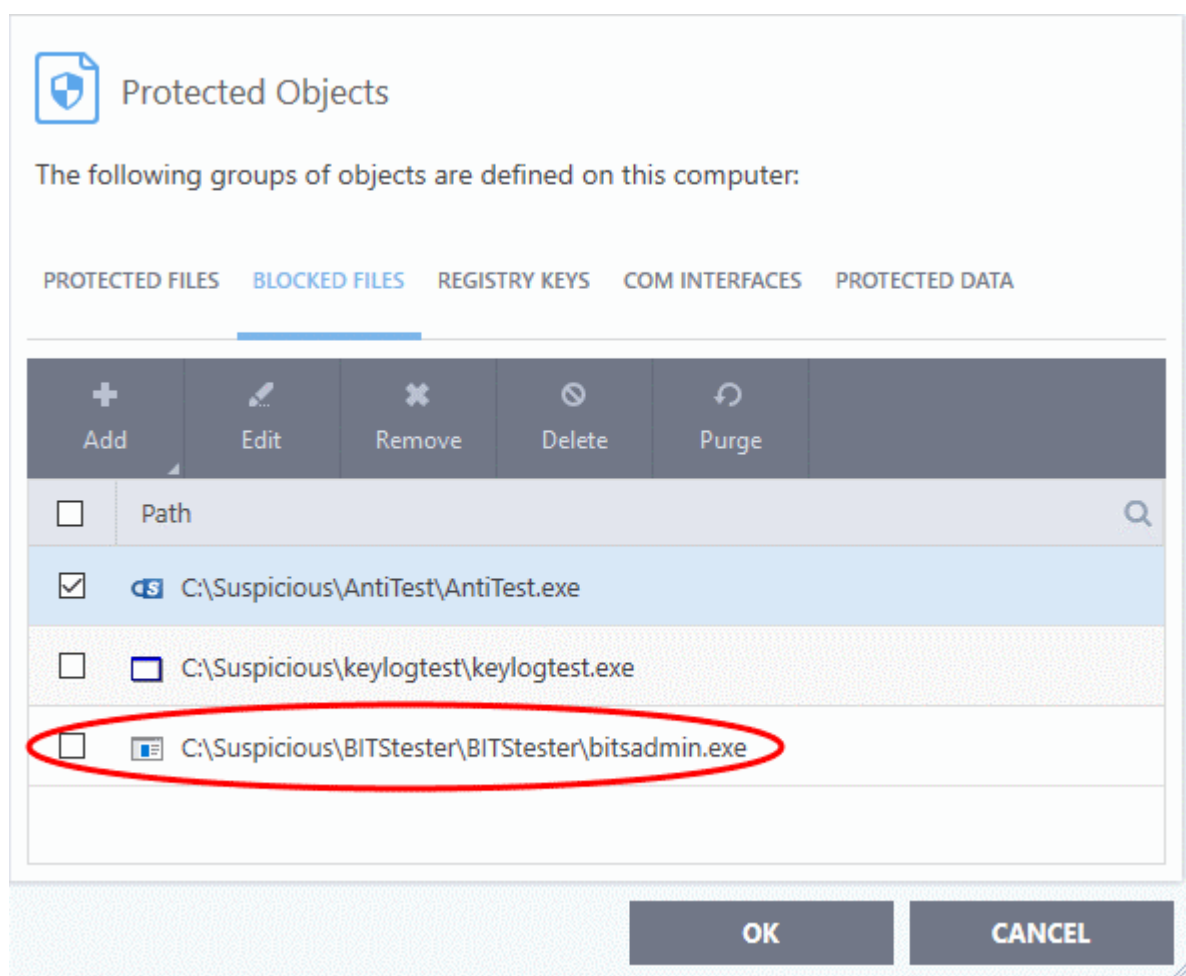 Protected Objects
The following groups of objects are defined on this computer:
PROTECTED FILES BLOCKED FILES REGISTRY KEYS COM INTERFACES PROTECTED DATA
Add Edit Remove Delete Purge
Path
C:\Suspicious\AntiTest\AntiTest.exe
C:\Suspicious\keylogtest\keylogtest.exe
C:\Suspicious\BITStester\BITStester\bitsadmin.exe
OK CANCEL